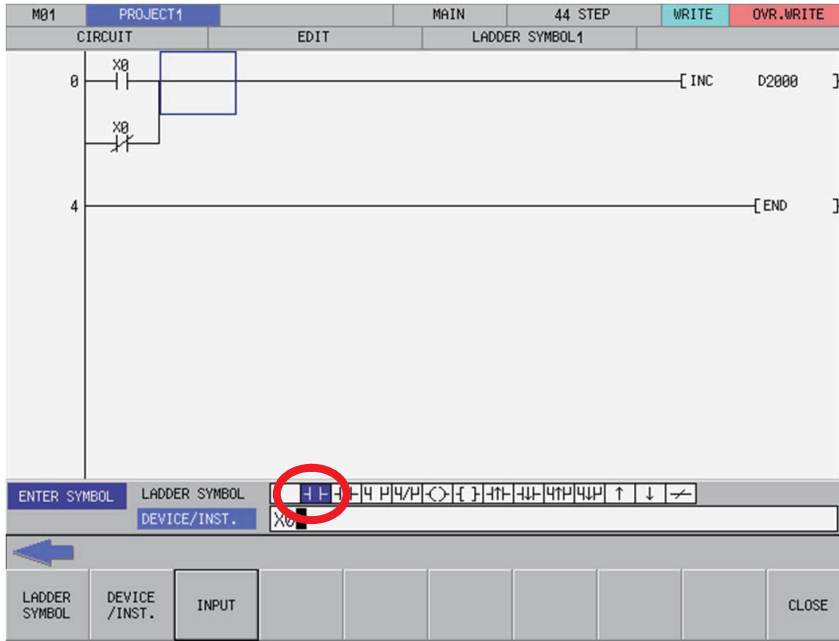 M01 PROJECT1 MAIN 44 STEP WRITE OVR.WRITE
CIRCUIT EDIT LADDER SYMBOL1
X0
0 [ INC D2000 ]
X0
4 [ END ]
ENTER SYMBOL LADDER SYMBOL
DEVICE/INST. X0
LADDER SYMBOL
DEVICE /INST.
INPUT
CLOSE